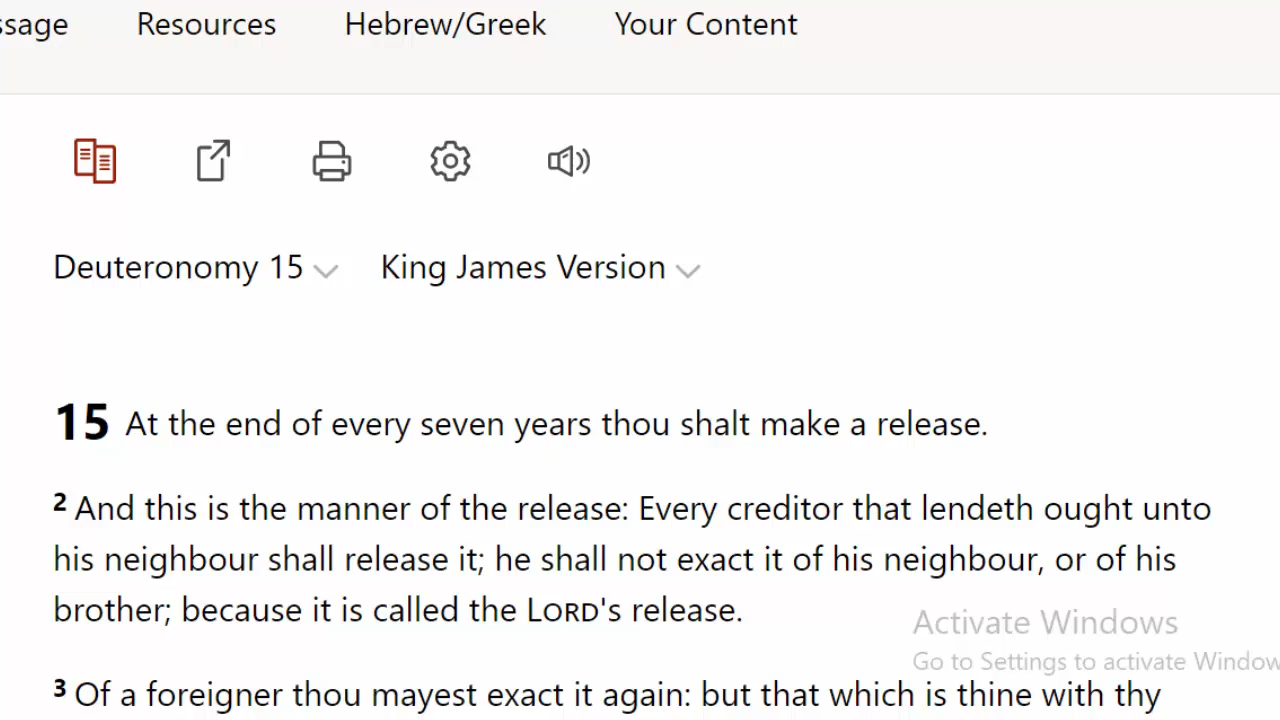 ssage Resources Hebrew/Greek Your Content
Deuteronomy 15 King James Version
15 At the end of every seven years thou shalt make a release.
2 And this is the manner of the release: Every creditor that lendeth ought unto
his neighbour shall release it; he shall not exact it of his neighbour, or of his
brother; because it is called the LORD's release.
Activate Windows
Go to Settings to activate Window
3 Of a foreigner thou mayest exact it again: but that which is thine with thy